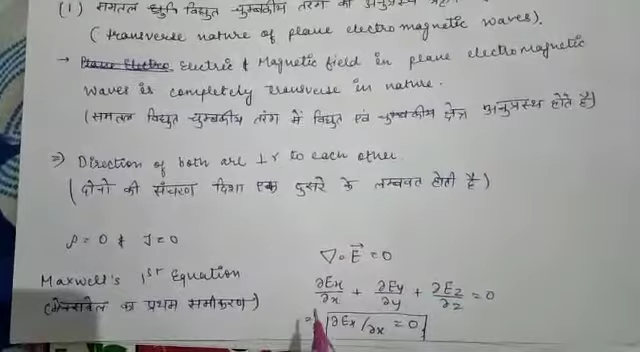 (1) समतल विद्युत चुम्बकीय तरंग की अनुप्रस्थ
(transverse nature of plane electromagnetic waves).
→ Electric & Magnetic field in plane electromagnetic
waves is completely transverse in nature.
(समतल विद्युत चुम्बकीय तरंग में विद्युत एवं चुम्बकीय क्षेत्र अनुप्रस्थ होते है)
⇒ Direction of both are ⊥r to each other.
(दोनो की संचरण दिशा एक दुसरे के लम्बवत होती है)
ρ=0 & J=0
∇·E⃗ = 0
Maxwell's 1st Equation
∂Ex/∂x + ∂Ey/∂y + ∂Ez/∂z = 0
(मैक्सवेल का प्रथम समीकरण)
= ∂Ex/∂x = 0